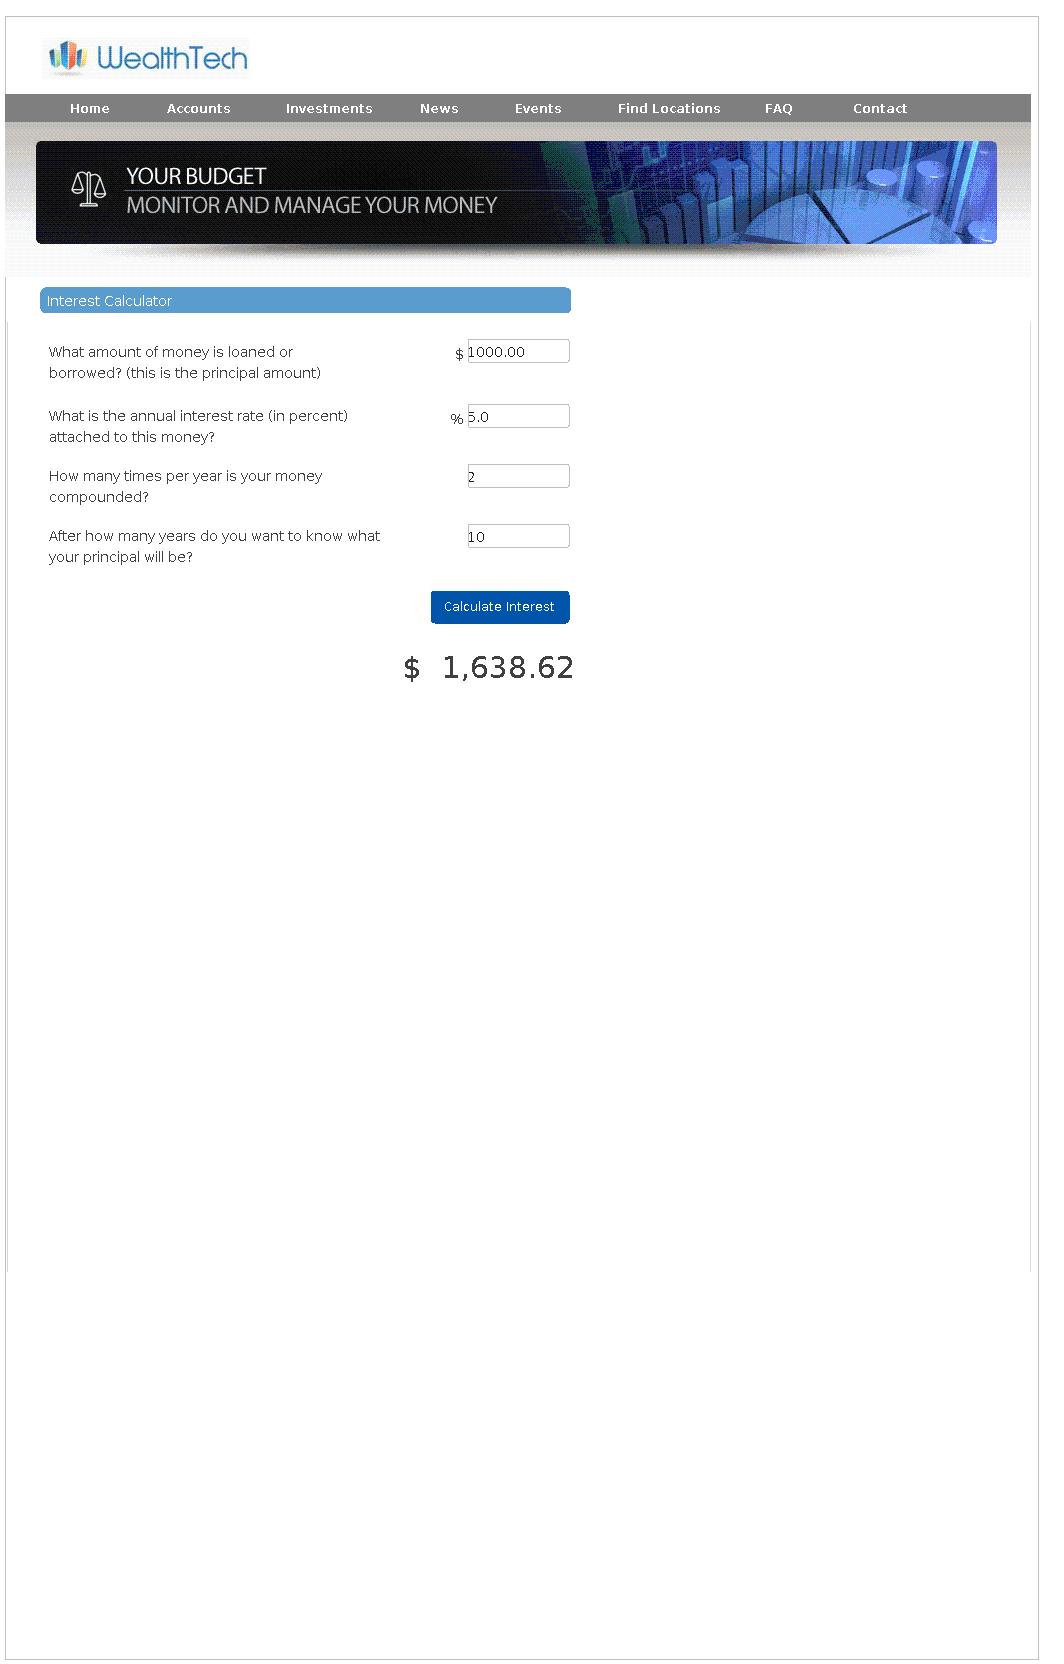 WealthTech
Home Accounts Investments News Events Find Locations FAQ Contact
YOUR BUDGET
MONITOR AND MANAGE YOUR MONEY
Interest Calculator
What amount of money is loaned or
borrowed? (this is the principal amount)
$ 1000.00
What is the annual interest rate (in percent)
attached to this money?
% 5.0
How many times per year is your money
compounded?
2
After how many years do you want to know what
your principal will be?
10
Calculate Interest
$ 1,638.62